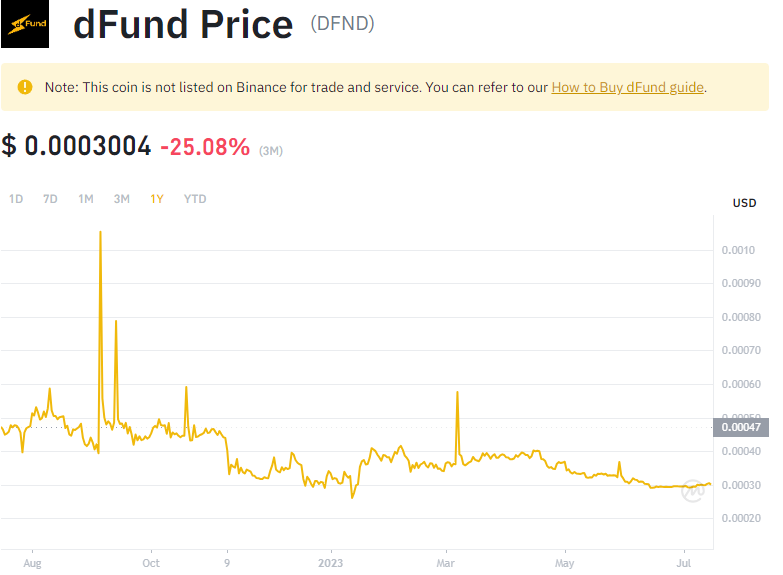 dFund
dFund Price (DFND)
Note: This coin is not listed on Binance for trade and service. You can refer to our How to Buy dFund guide.
$ 0.0003004 -25.08% (3M)
1D 7D 1M 3M 1Y YTD
USD
0.0010
0.00090
0.00080
0.00070
0.00060
0.00050
0.00047
0.00040
0.00030
0.00020
Aug Oct 9 2023 Mar May Jul